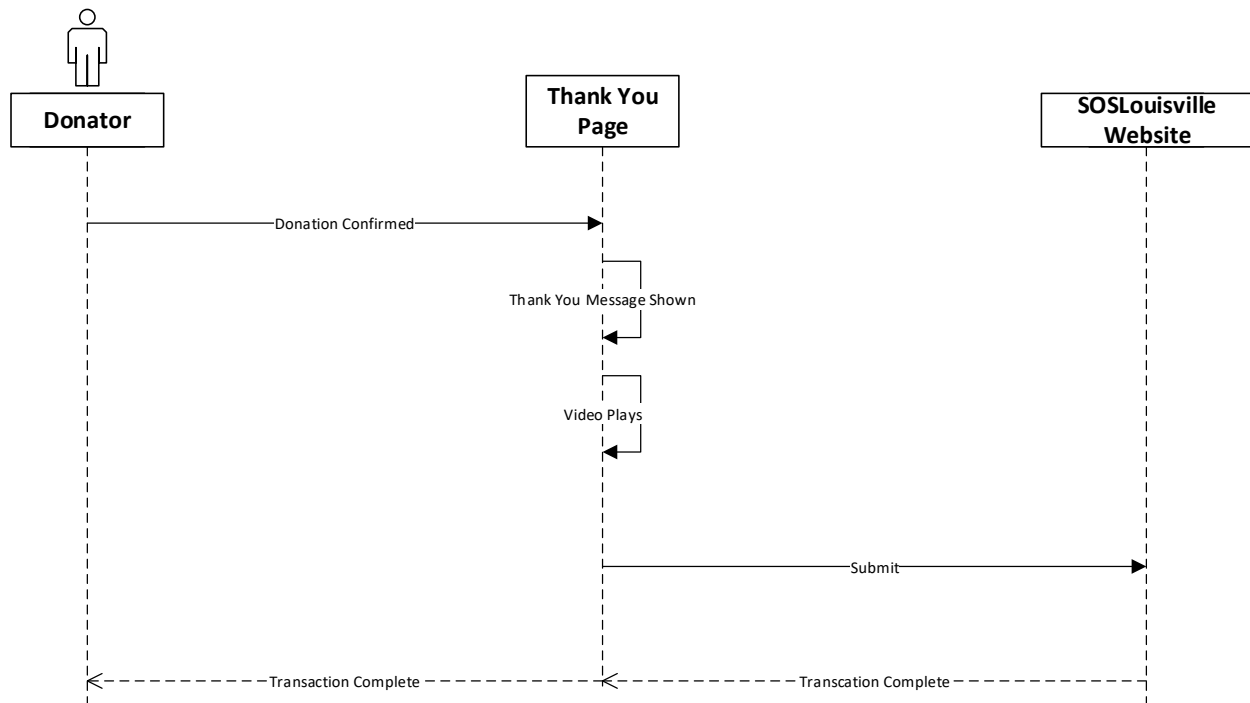 Donator
Thank You
Page
SOSLouisville
Website
Donation Confirmed
Thank You Message Shown
Video Plays
Submit
Transaction Complete
Transcation Complete